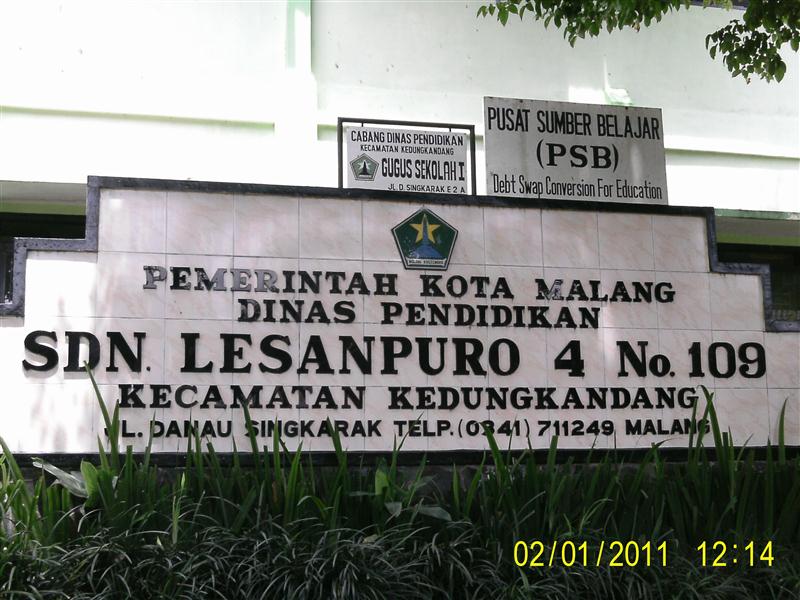 CABANG DINAS PENDIDIKAN
KECAMATAN KEDUNGKANDANG
GUGUS SEKOLAH I
JL. D. SINGKARAK E 2 A
PUSAT SUMBER BELAJAR
(PSB)
Debt Swap Conversion For Education
PEMERINTAH KOTA MALANG
DINAS PENDIDIKAN
SDN. LESANPURO 4 No. 109
KECAMATAN KEDUNGKANDANG
JL. DANAU SINGKARAK TELP. (0341) 711249 MALANG
02/01/2011 12:14